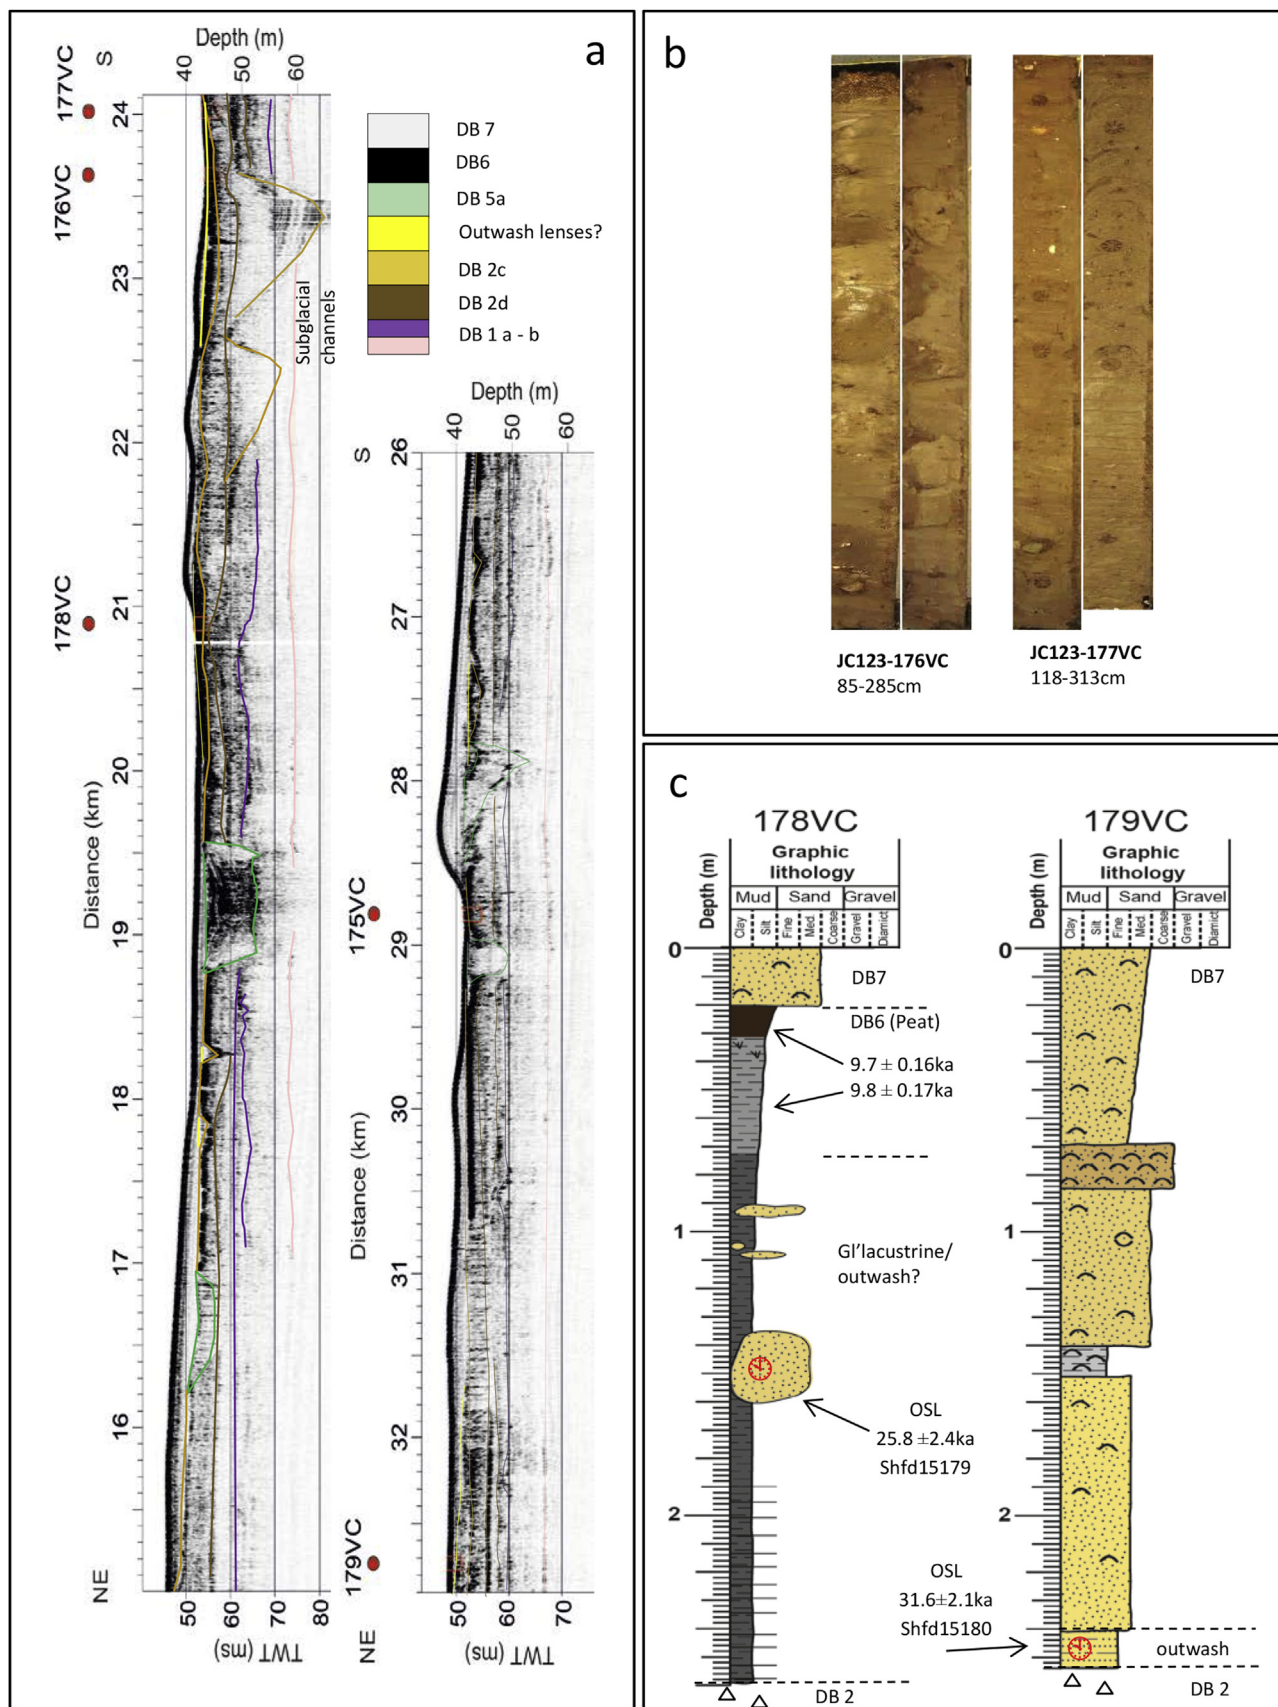 a
Depth (m)
40
50
60
S
177VC
176VC
178VC
24
23
22
21
20
19
18
17
16
Distance (km)
Subglacial
channels
NE
50
60
70
80
TWT (ms)
DB 7
DB6
DB 5a
Outwash lenses?
DB 2c
DB 2d
DB 1 a - b
Depth (m)
40
50
60
S
26
27
28
29
30
31
32
175VC
179VC
Distance (km)
NE
50
60
70
TWT (ms)
b
JC123-176VC
85-285cm
JC123-177VC
118-313cm
c
178VC
Graphic
lithology
Depth (m)
Mud
Sand
Gravel
Clay
Silt
Fine
Med.
Coarse
Gravel
Diamict
0
1
2
DB7
DB6 (Peat)
9.7 ± 0.16ka
9.8 ± 0.17ka
Gl'lacustrine/
outwash?
OSL
25.8 ±2.4ka
Shfd15179
DB 2
179VC
Graphic
lithology
Depth (m)
Mud
Sand
Gravel
Clay
Silt
Fine
Med.
Coarse
Gravel
Diamict
0
1
2
DB7
OSL
31.6±2.1ka
Shfd15180
outwash
DB 2